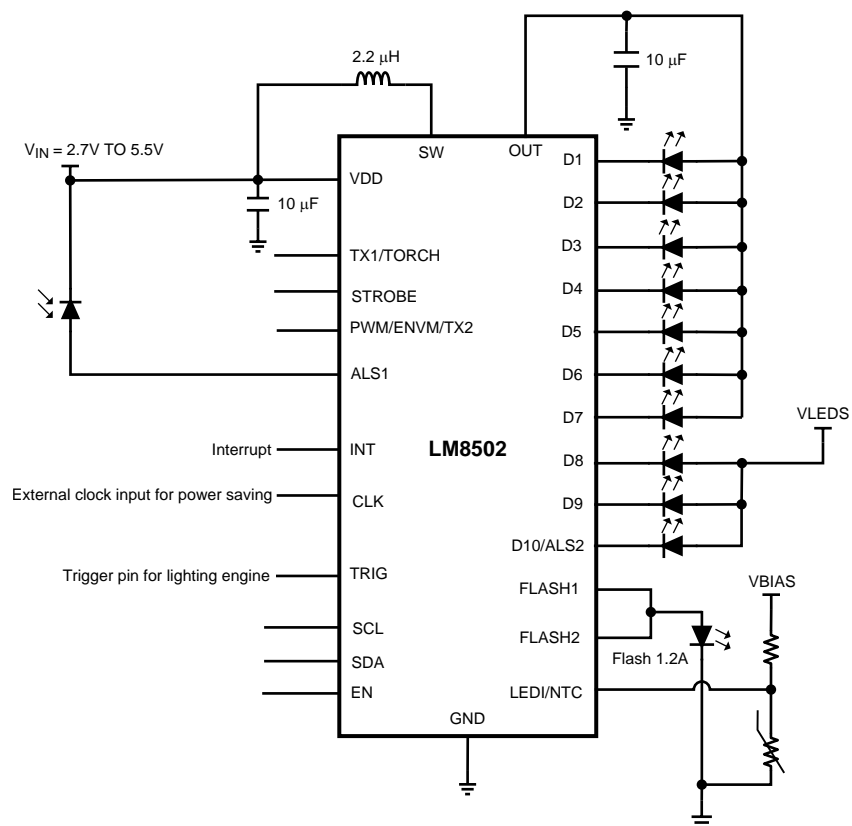 2.2 μH
10 μF
VIN = 2.7V TO 5.5V
SW
OUT
D1
VDD
10 μF
D2
TX1/TORCH
D3
STROBE
D4
PWM/ENVM/TX2
D5
ALS1
D6
D7
VLEDS
Interrupt
INT
LM8502
D8
External clock input for power saving
CLK
D9
D10/ALS2
Trigger pin for lighting engine
TRIG
FLASH1
VBIAS
SCL
FLASH2
Flash 1.2A
SDA
EN
LEDI/NTC
GND